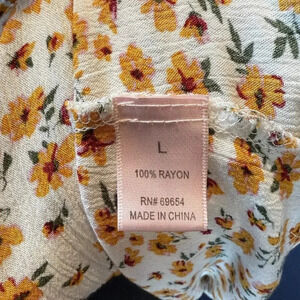 L
100% RAYON
RN# 69654
MADE IN CHINA